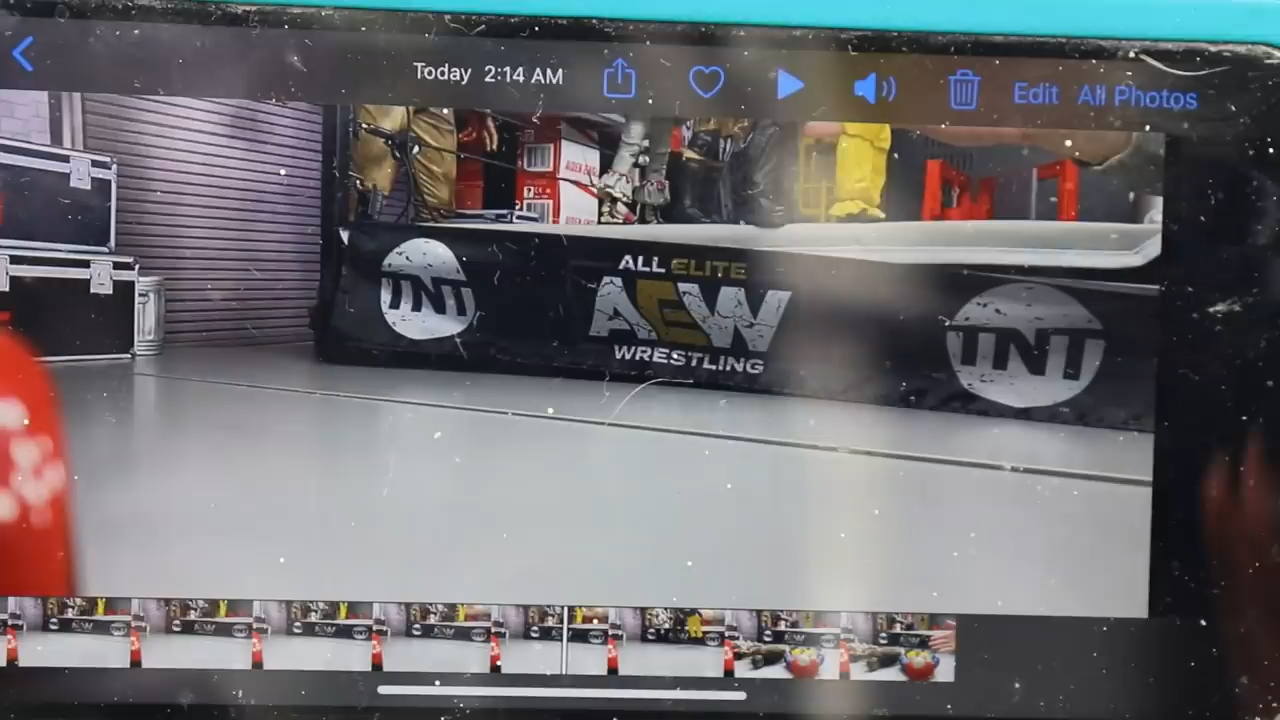 Today 2:14 AM
Edit All Photos
TNT
ALL ELITE
AEW
WRESTLING
TNT